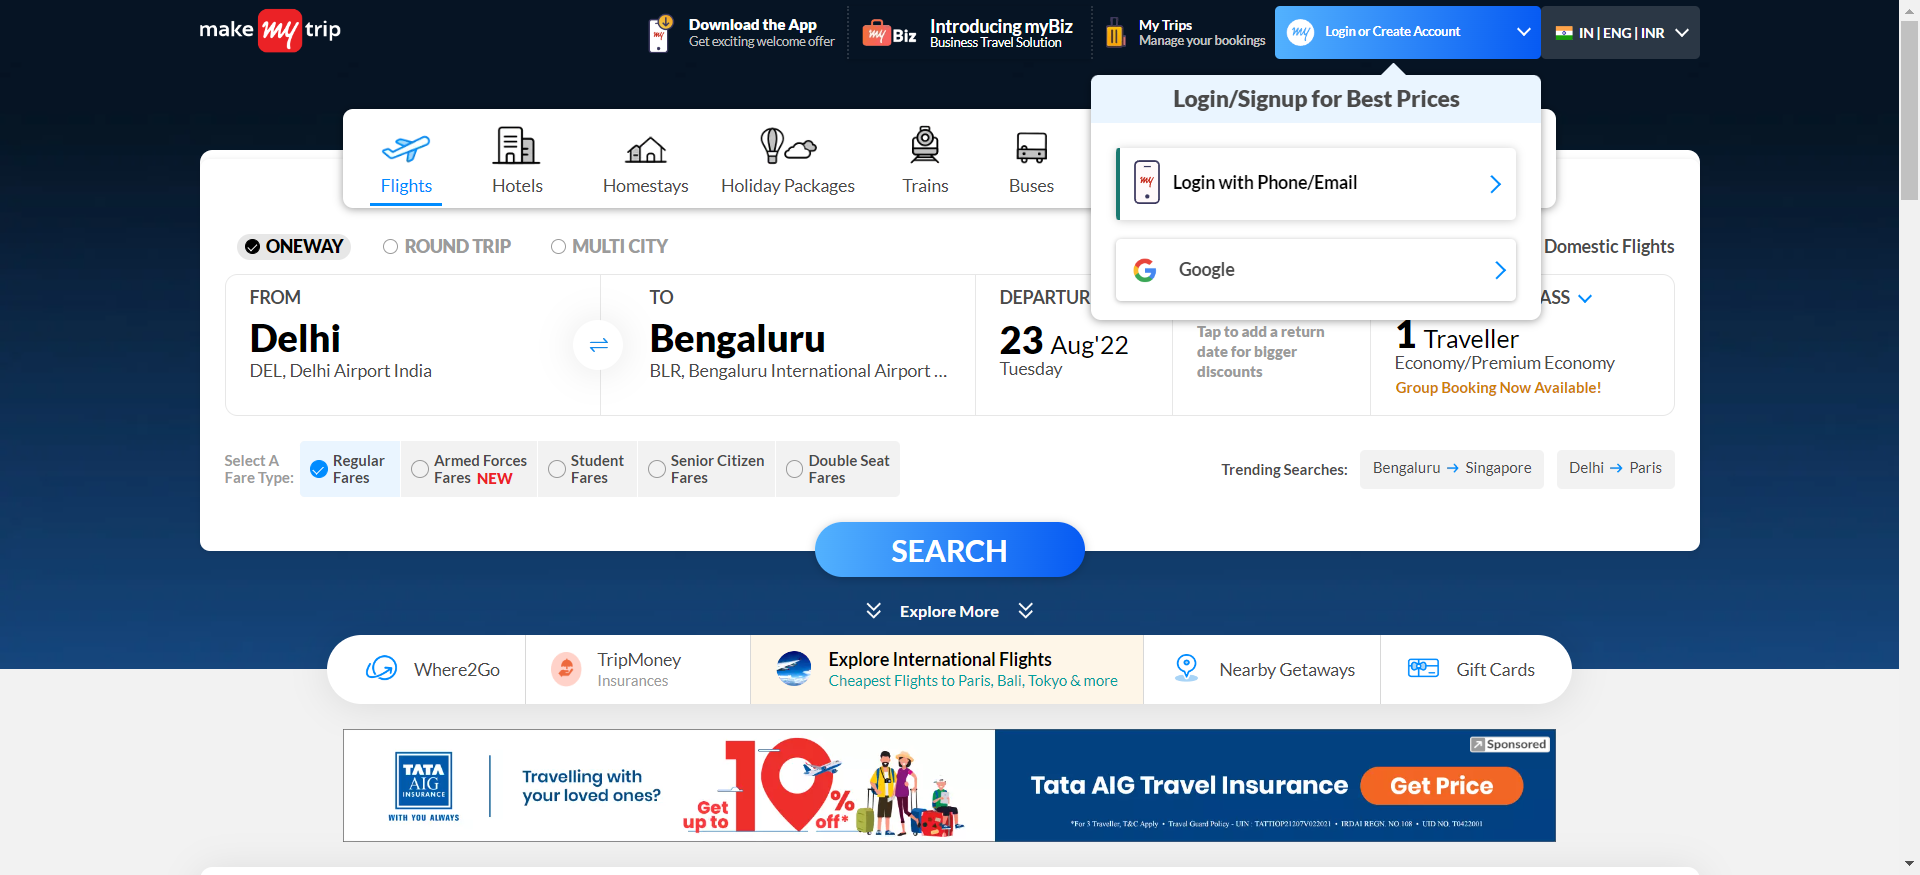 make my trip
Download the App
Get exciting welcome offer
my Biz
Introducing myBiz
Business Travel Solution
My Trips
Manage your bookings
my
Login or Create Account
IN | ENG | INR
Login/Signup for Best Prices
my
Login with Phone/Email
Google
Flights
Hotels
Homestays
Holiday Packages
Trains
Buses
ONEWAY
ROUND TRIP
MULTI CITY
Domestic Flights
FROM
Delhi
DEL, Delhi Airport India
TO
Bengaluru
BLR, Bengaluru International Airport ...
DEPARTUR
23 Aug'22
Tuesday
Tap to add a return
date for bigger
discounts
ASS
1 Traveller
Economy/Premium Economy
Group Booking Now Available!
Select A
Fare Type:
Regular
Fares
Armed Forces
Fares NEW
Student
Fares
Senior Citizen
Fares
Double Seat
Fares
Trending Searches:
Bengaluru → Singapore
Delhi → Paris
SEARCH
Explore More
Where2Go
TripMoney
Insurances
Explore International Flights
Cheapest Flights to Paris, Bali, Tokyo & more
Nearby Getaways
Gift Cards
TATA
AIG
INSURANCE
WITH YOU ALWAYS
Travelling with
your loved ones?
Get
up to
10
%
off*
Sponsored
Tata AIG Travel Insurance
Get Price
*For 3 Traveller, T&C Apply • Travel Guard Policy - UIN : TATTIOP21207V022021 • IRDAI REGN. NO 108 • UID NO. T0422001